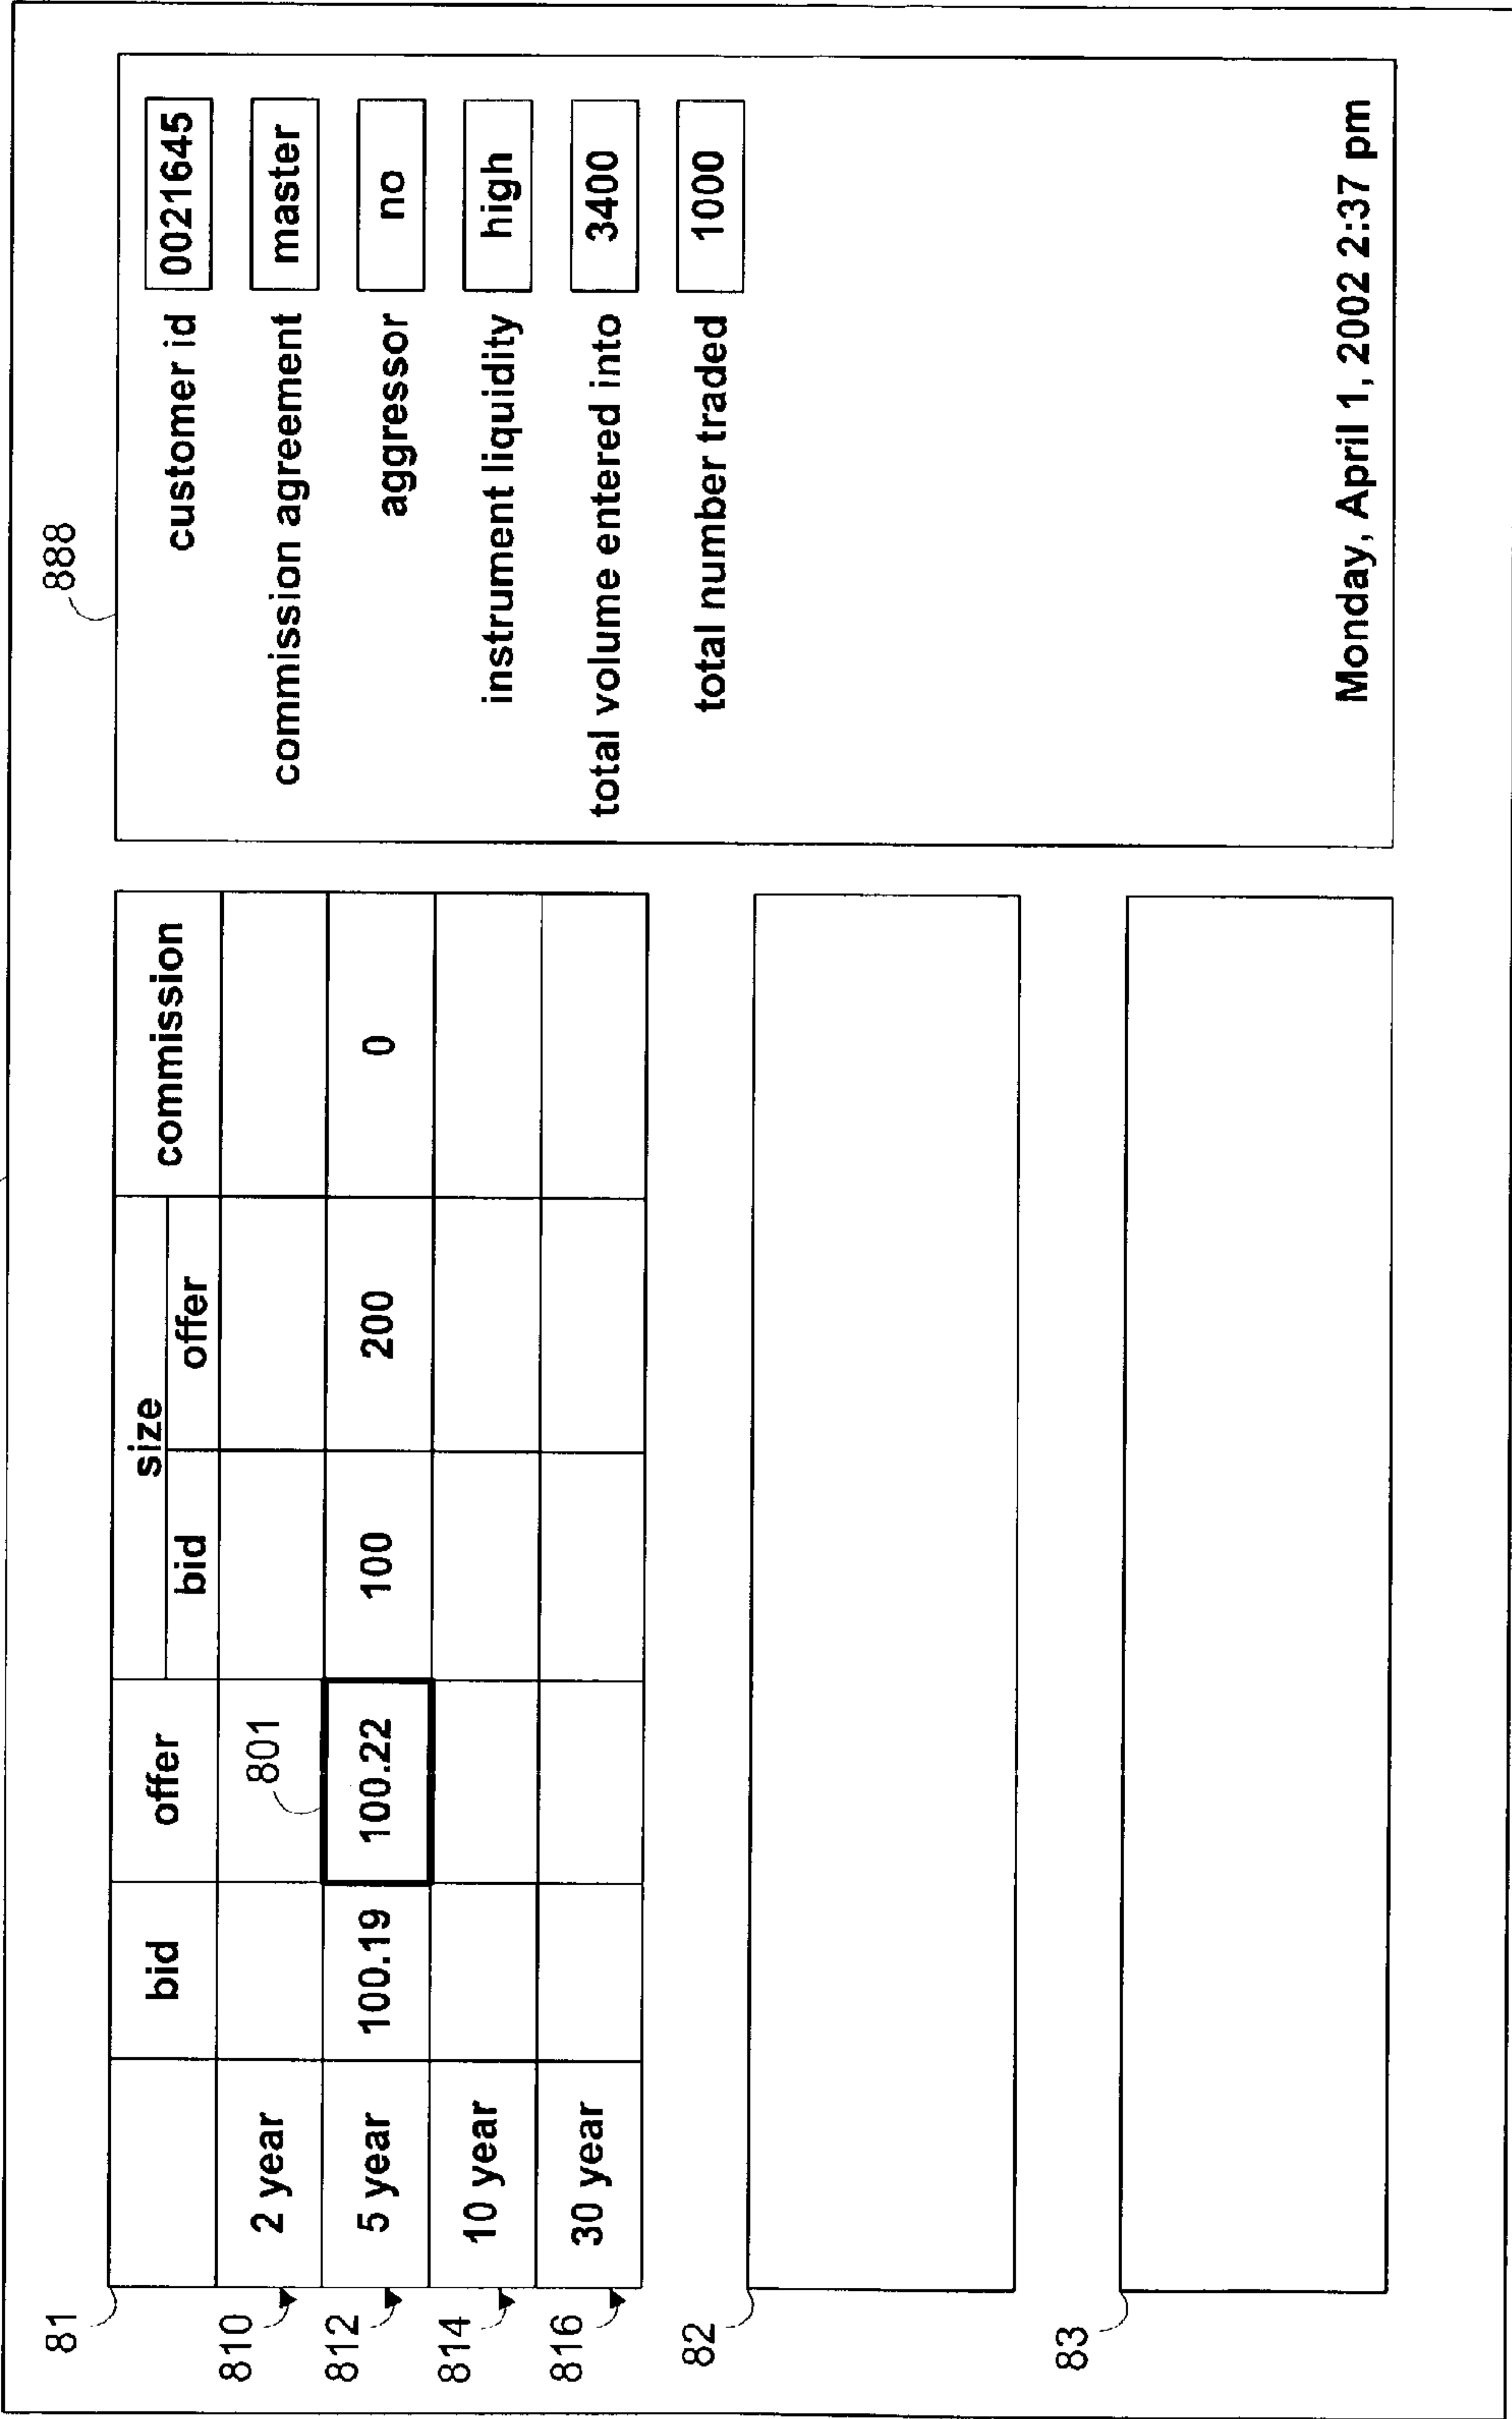 81
bid offer size commission
bid offer
810 2 year
801
812 5 year 100.19 100.22 100 200 0
814 10 year
816 30 year
82
83
888
customer id 0021645
commission agreement master
aggressor no
instrument liquidity high
total volume entered into 3400
total number traded 1000
Monday, April 1, 2002 2:37 pm